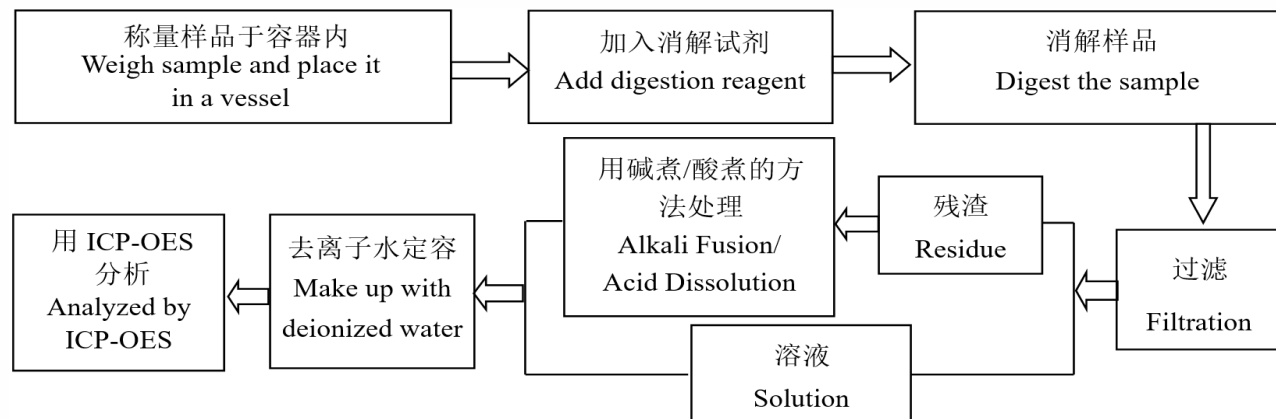 称量样品于容器内
Weigh sample and place it
in a vessel
加入消解试剂
Add digestion reagent
消解样品
Digest the sample
过滤
Filtration
残渣
Residue
用碱煮/酸煮的方
法处理
Alkali Fusion/
Acid Dissolution
溶液
Solution
去离子水定容
Make up with
deionized water
用 ICP-OES
分析
Analyzed by
ICP-OES